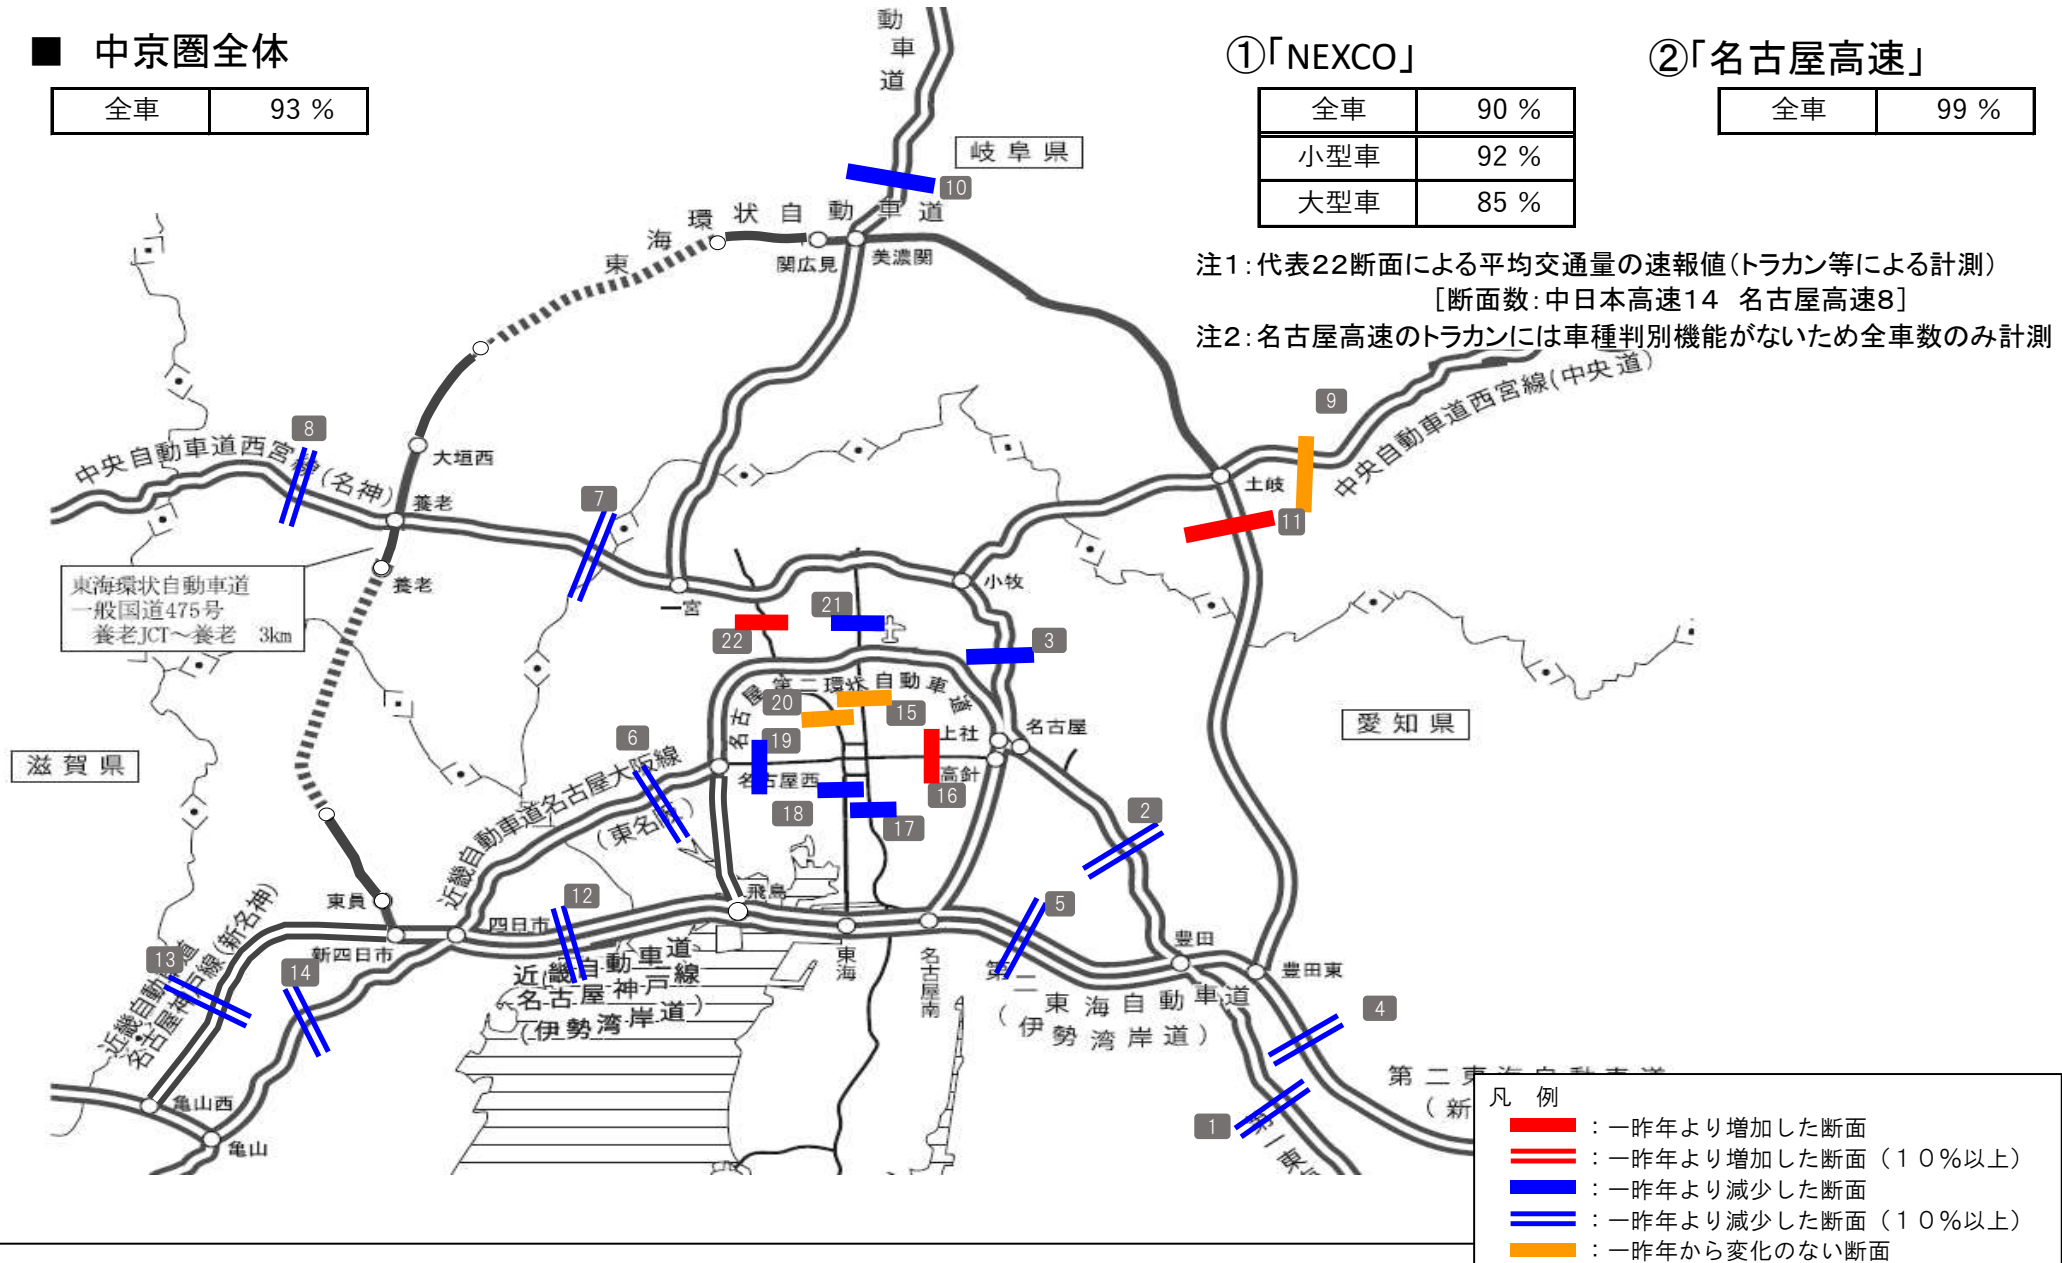 ■ 中京圏全体
全車 93 %
①「NEXCO」
全車 90 %
小型車 92 %
大型車 85 %
②「名古屋高速」
全車 99 %
注1：代表22断面による平均交通量の速報値（トラカン等による計測）
［断面数：中日本高速14 名古屋高速8］
注2：名古屋高速のトラカンには車種判別機能がないため全車数のみ計測
動車道
岐阜県
10
東海環状自動車道
関広見
美濃関
9
中央自動車道西宮線(中央道)
8
中央自動車道西宮線(名神)
大垣西
養老
7
土岐
11
養老
東海環状自動車道
一般国道475号
養老JCT～養老 3km
一宮
小牧
22
21
3
名古屋第二環状自動車道
20
15
上社
名古屋
愛知県
滋賀県
6
19
名古屋西
高針
16
近畿自動車道名古屋大阪線
(東名阪)
18
17
2
東員
12
飛島
5
四日市
新四日市
東海
名古屋南
豊田
豊田東
13
14
近畿自動車道
名古屋神戸線(新名神)
近畿自動車道
名古屋神戸線
(伊勢湾岸道)
第二東海自動車道
(伊勢湾岸道)
4
亀山西
亀山
1
第二東海自動車道
(新
第一東
凡 例
：一昨年より増加した断面
：一昨年より増加した断面（１０％以上）
：一昨年より減少した断面
：一昨年より減少した断面（１０％以上）
：一昨年から変化のない断面